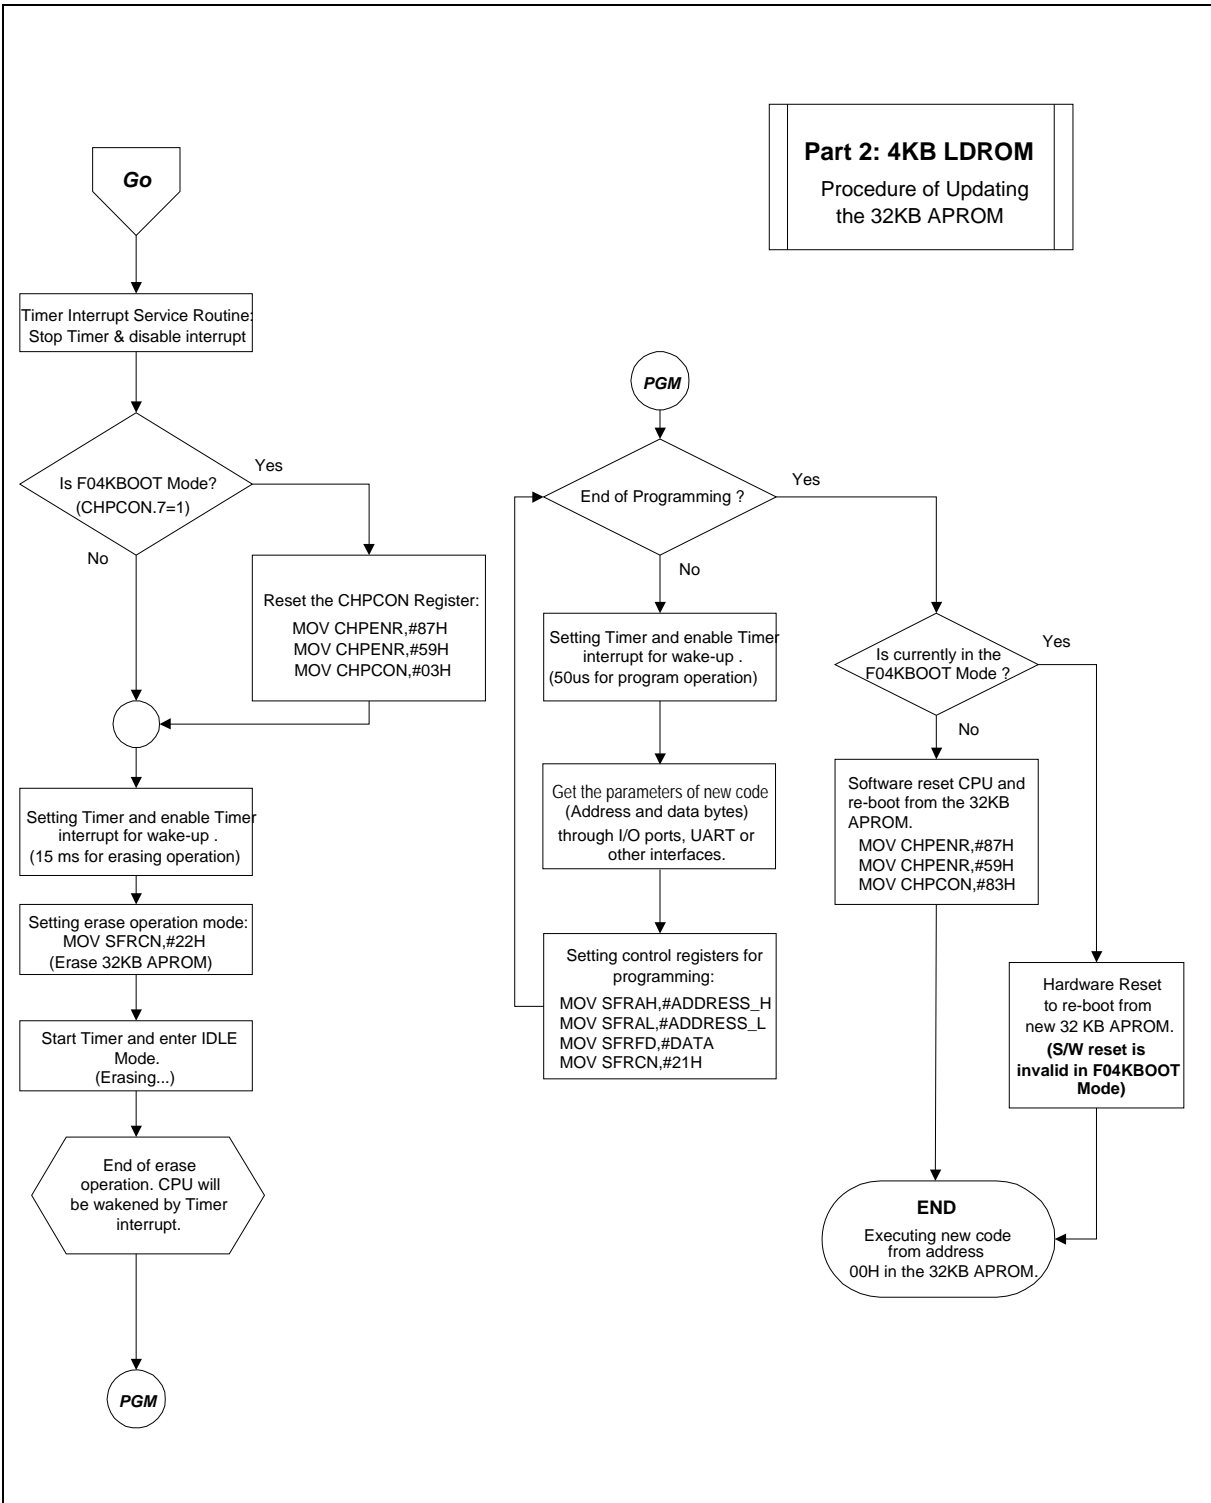 Part 2: 4KB LDROM
Procedure of Updating
the 32KB APROM
Go
Timer Interrupt Service Routine:
Stop Timer & disable interrupt
Is F04KBOOT Mode?
(CHPCON.7=1)
Yes
No
Reset the CHPCON Register:
MOV CHPENR,#87H
MOV CHPENR,#59H
MOV CHPCON,#03H
Setting Timer and enable Timer
interrupt for wake-up .
(15 ms for erasing operation)
Setting erase operation mode:
MOV SFRCN,#22H
(Erase 32KB APROM)
Start Timer and enter IDLE
Mode.
(Erasing...)
End of erase
operation. CPU will
be wakened by Timer
interrupt.
PGM
PGM
End of Programming ?
Yes
No
Setting Timer and enable Timer
interrupt for wake-up .
(50us for program operation)
Get the parameters of new code
(Address and data bytes)
through I/O ports, UART or
other interfaces.
Setting control registers for
programming:
MOV SFRAH,#ADDRESS_H
MOV SFRAL,#ADDRESS_L
MOV SFRFD,#DATA
MOV SFRCN,#21H
Is currently in the
F04KBOOT Mode ?
Yes
No
Software reset CPU and
re-boot from the 32KB
APROM.
MOV CHPENR,#87H
MOV CHPENR,#59H
MOV CHPCON,#83H
Hardware Reset
to re-boot from
new 32 KB APROM.
(S/W reset is
invalid in F04KBOOT
Mode)
END
Executing new code
from address
00H in the 32KB APROM.